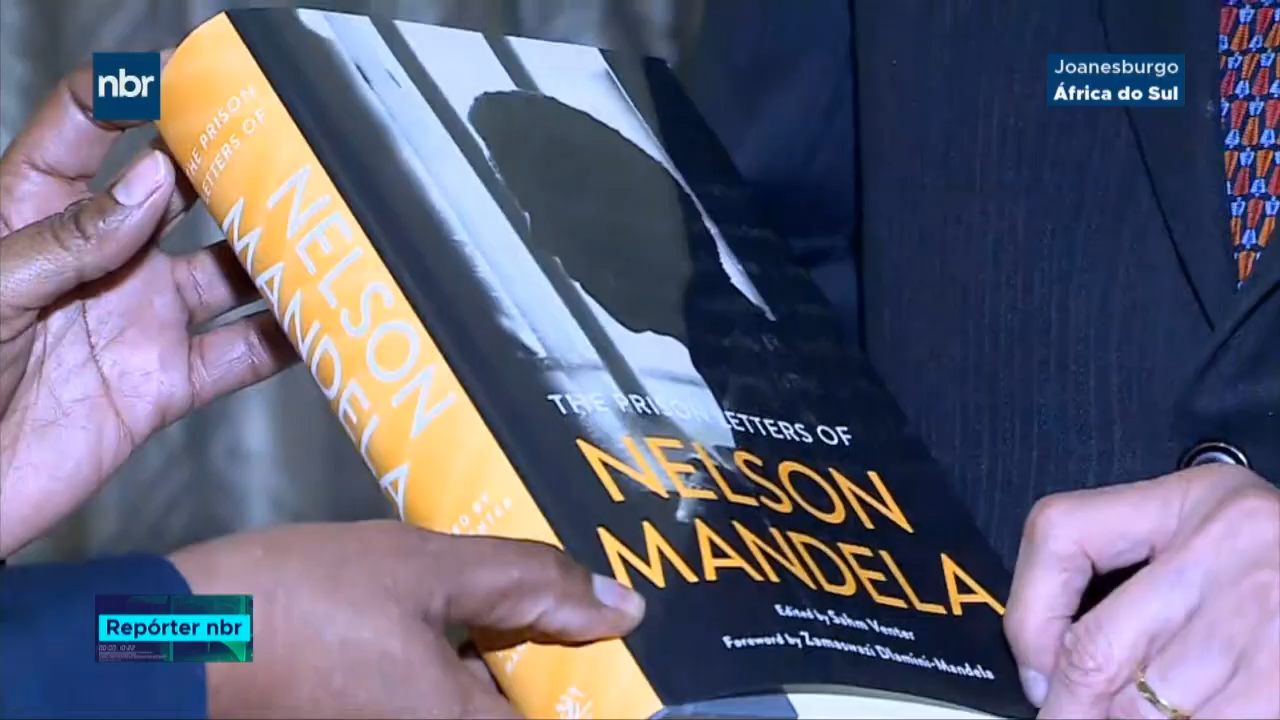 nbr
Joanesburgo
África do Sul
THE PRISON
LETTERS OF
NELSON
MANDELA
THE PRISON LETTERS OF
NELSON
MANDELA
Edited by Sahm Venter
Foreword by Zamaswazi Dlamini-Mandela
Repórter nbr